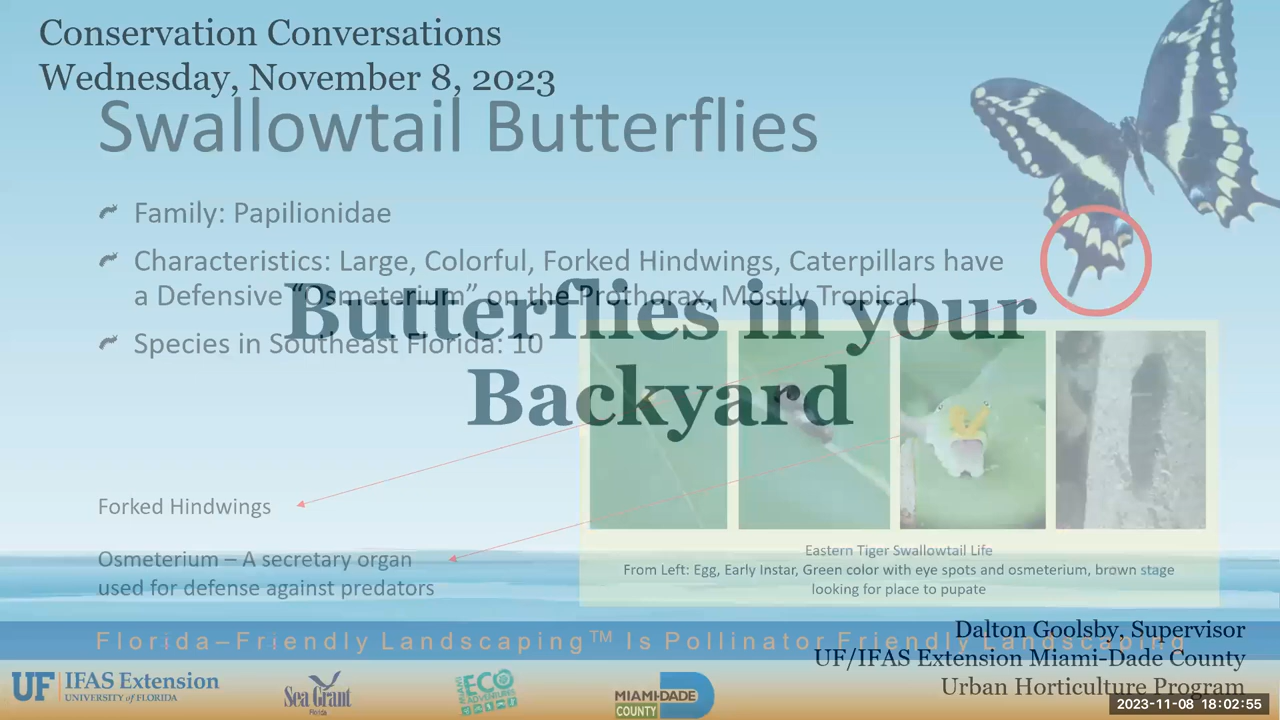 Conservation Conversations
Wednesday, November 8, 2023
Swallowtail Butterflies
Family: Papilionidae
Characteristics: Large, Colorful, Forked Hindwings, Caterpillars have
a Defensive “Osmeterium” on the Prothorax, Mostly Tropical
Species in Southeast Florida: 10
Butterflies in your
Backyard
Forked Hindwings
Osmeterium – A secretary organ
used for defense against predators
Eastern Tiger Swallowtail Life
From Left: Egg, Early Instar, Green color with eye spots and osmeterium, brown stage
looking for place to pupate
Florida–Friendly Landscaping™ Is Pollinator Friendly Landscaping
Dalton Goolsby, Supervisor
UF/IFAS Extension Miami-Dade County
Urban Horticulture Program
UF IFAS Extension
UNIVERSITY of FLORIDA
Sea Grant
Florida
ECO
ADVENTURES
MIAMI-DADE
COUNTY
2023-11-08 18:02:55